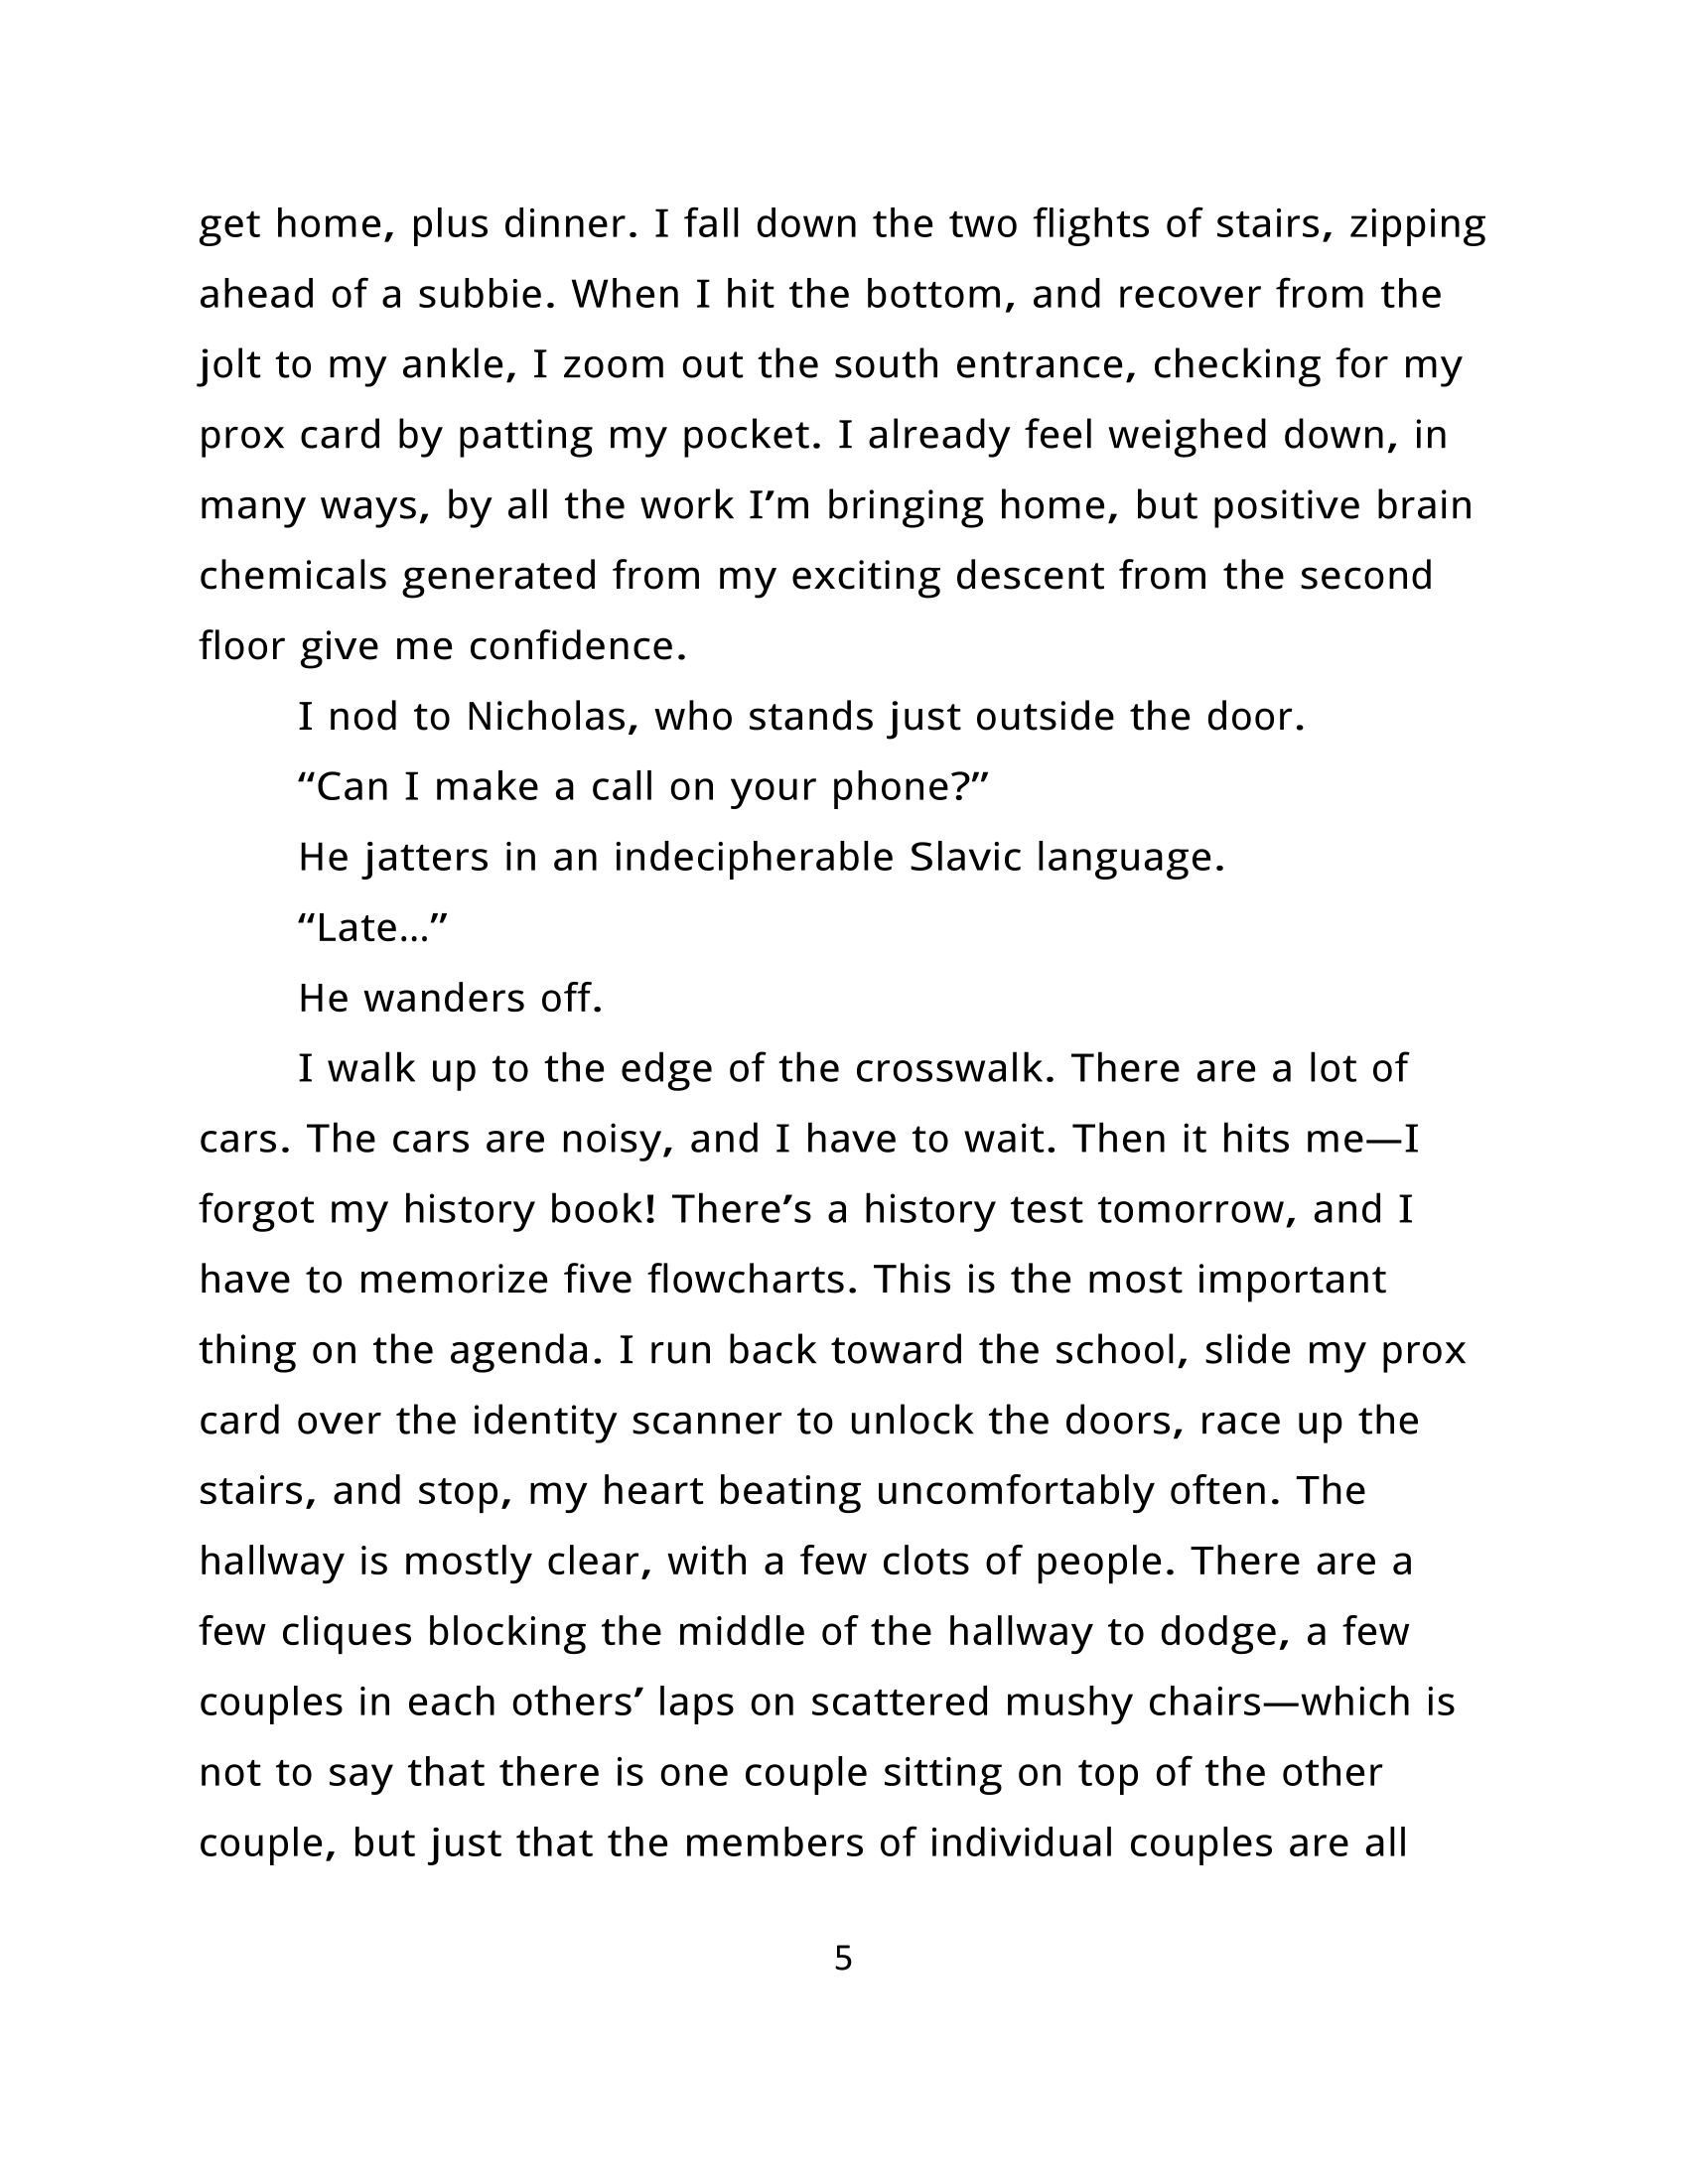 get home, plus dinner. I fall down the two flights of stairs, zipping
ahead of a subbie. When I hit the bottom, and recover from the
jolt to my ankle, I zoom out the south entrance, checking for my
prox card by patting my pocket. I already feel weighed down, in
many ways, by all the work I’m bringing home, but positive brain
chemicals generated from my exciting descent from the second
floor give me confidence.
I nod to Nicholas, who stands just outside the door.
“Can I make a call on your phone?”
He jatters in an indecipherable Slavic language.
“Late…”
He wanders off.
I walk up to the edge of the crosswalk. There are a lot of
cars. The cars are noisy, and I have to wait. Then it hits me—I
forgot my history book! There’s a history test tomorrow, and I
have to memorize five flowcharts. This is the most important
thing on the agenda. I run back toward the school, slide my prox
card over the identity scanner to unlock the doors, race up the
stairs, and stop, my heart beating uncomfortably often. The
hallway is mostly clear, with a few clots of people. There are a
few cliques blocking the middle of the hallway to dodge, a few
couples in each others’ laps on scattered mushy chairs—which is
not to say that there is one couple sitting on top of the other
couple, but just that the members of individual couples are all
5